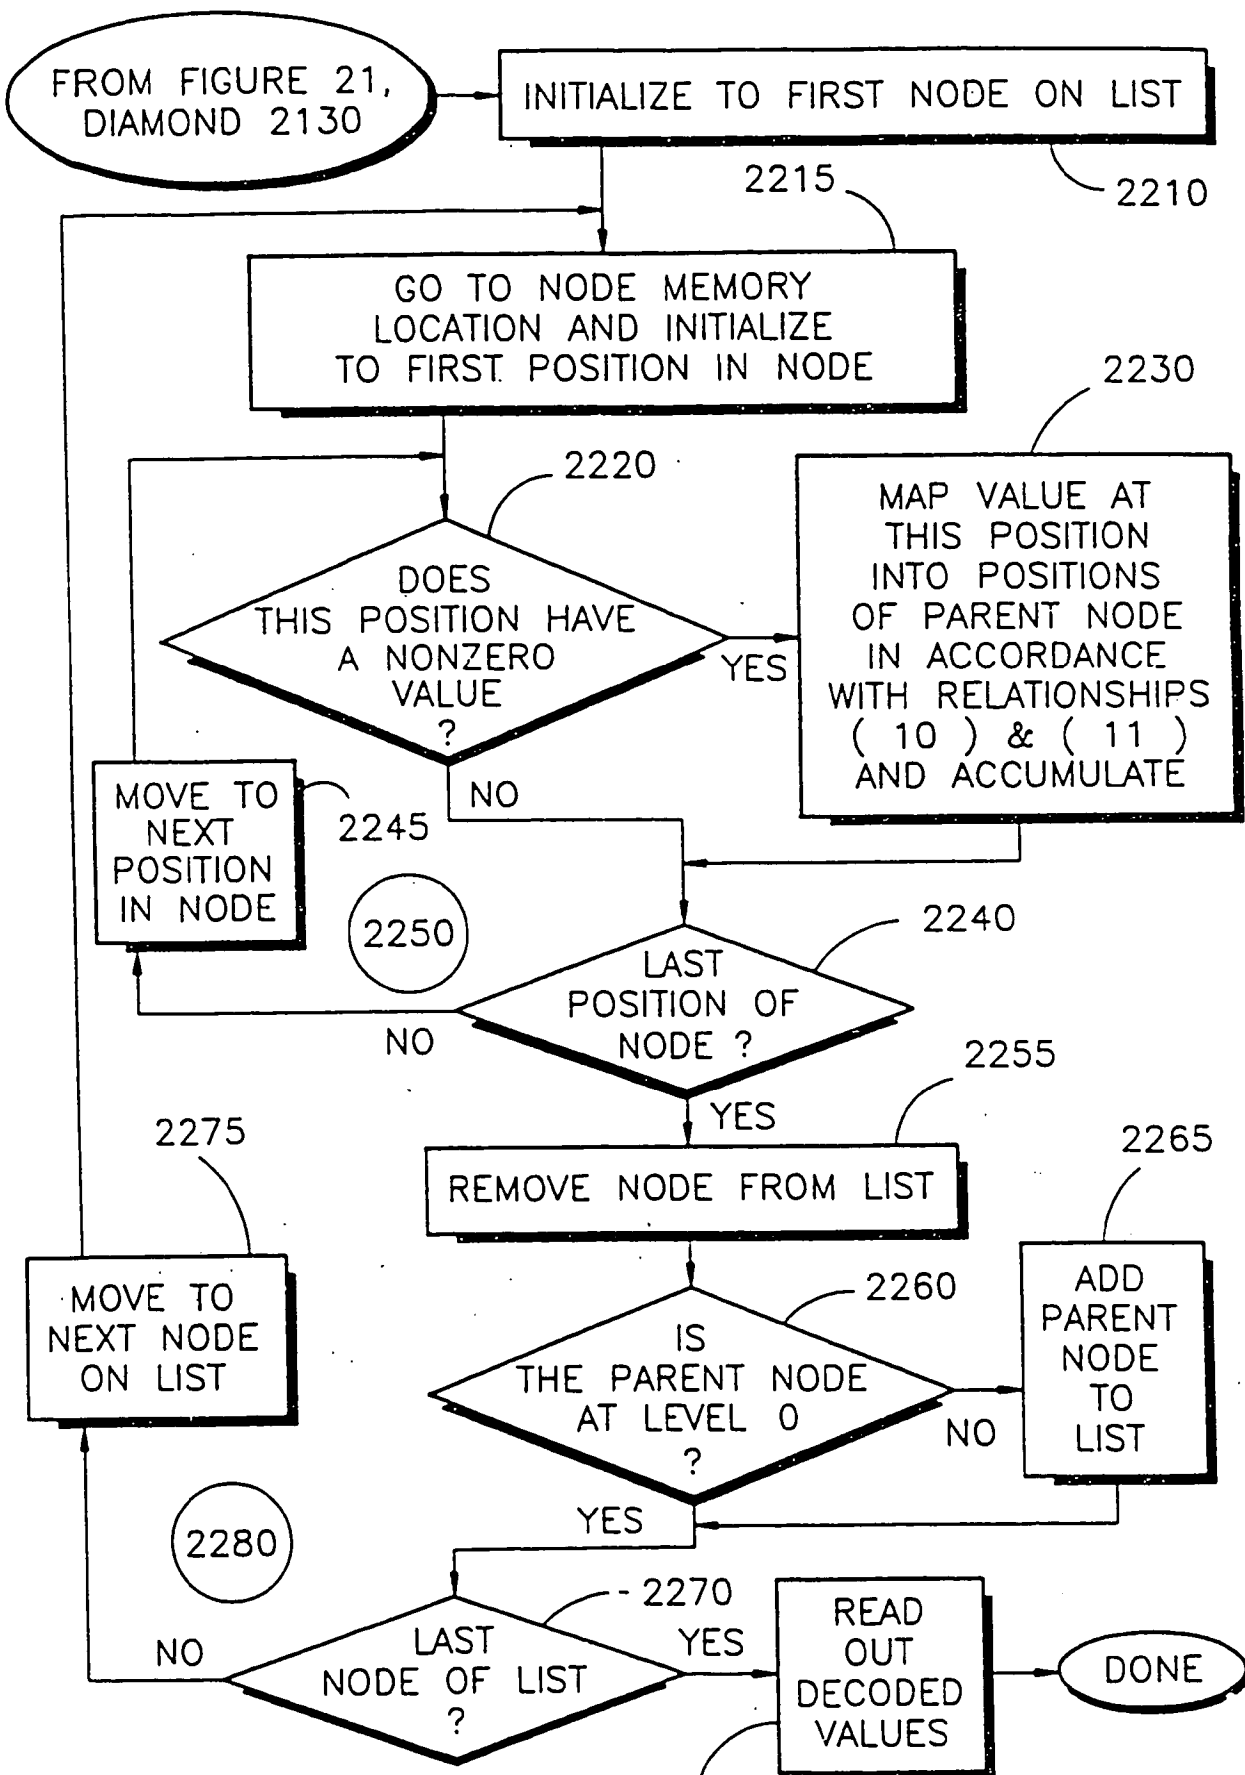 FROM FIGURE 21,
DIAMOND 2130
INITIALIZE TO FIRST NODE ON LIST
2210
2215
GO TO NODE MEMORY
LOCATION AND INITIALIZE
TO FIRST POSITION IN NODE
2220
2230
DOES
THIS POSITION HAVE
A NONZERO
VALUE
?
YES
NO
MAP VALUE AT
THIS POSITION
INTO POSITIONS
OF PARENT NODE
IN ACCORDANCE
WITH RELATIONSHIPS
( 10 ) & ( 11 )
AND ACCUMULATE
MOVE TO
NEXT
POSITION
IN NODE
2245
2250
2240
LAST
POSITION OF
NODE ?
NO
YES
2255
REMOVE NODE FROM LIST
2275
MOVE TO
NEXT NODE
ON LIST
2260
IS
THE PARENT NODE
AT LEVEL 0
?
NO
YES
2265
ADD
PARENT
NODE
TO
LIST
2280
2270
LAST
NODE OF LIST
?
NO
YES
READ
OUT
DECODED
VALUES
DONE